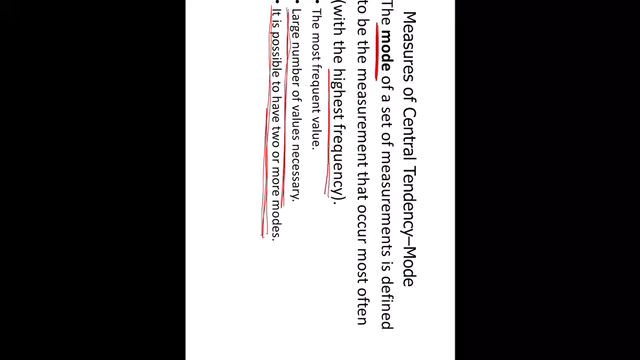 Measures of Central Tendency–Mode
The mode of a set of measurements is defined
to be the measurement that occur most often
(with the highest frequency).
• The most frequent value.
• Large number of values necessary.
• It is possible to have two or more modes.